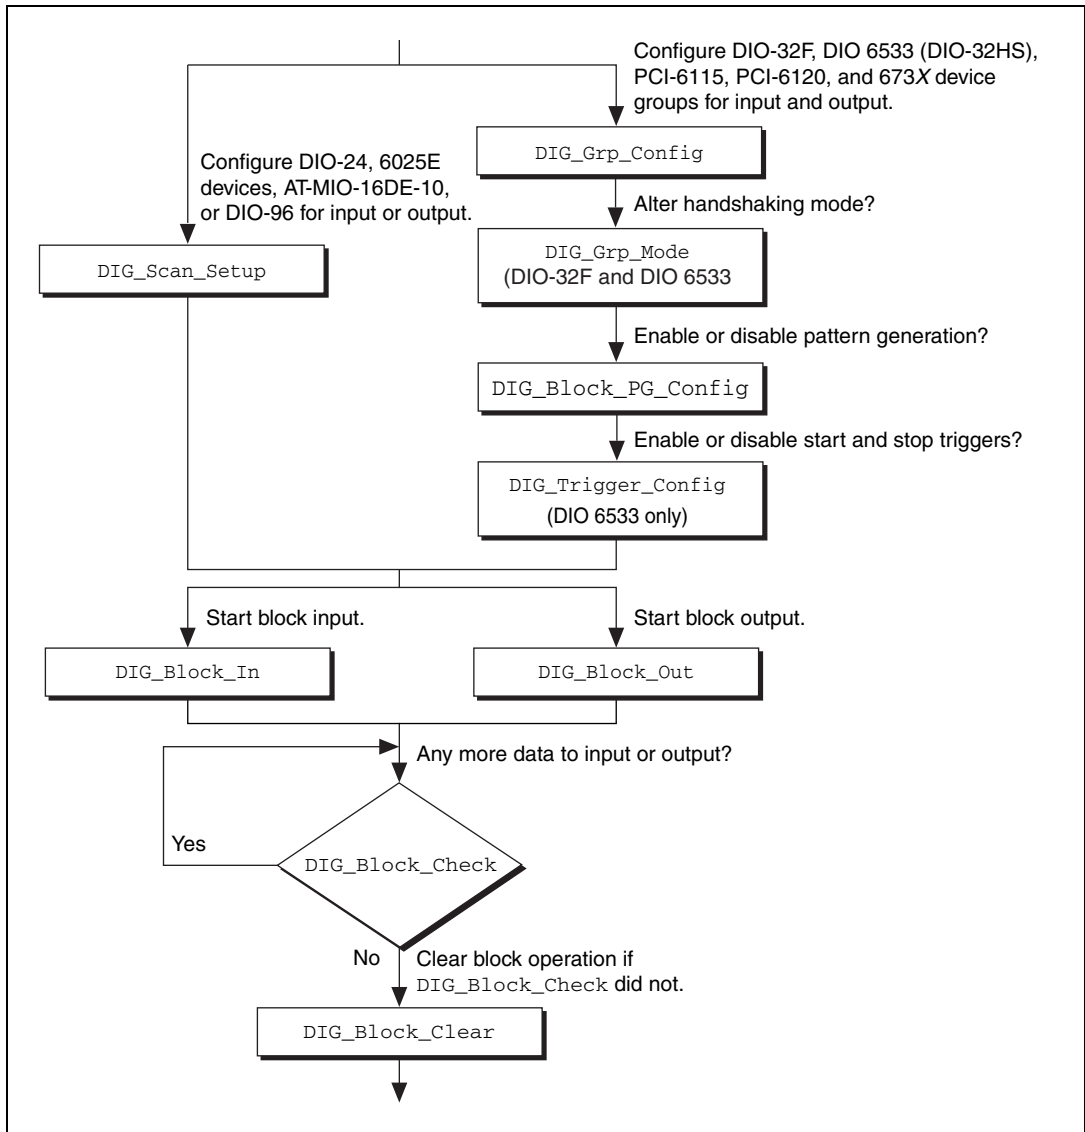 Configure DIO-32F, DIO 6533 (DIO-32HS),
PCI-6115, PCI-6120, and 673X device
groups for input and output.
DIG_Grp_Config
Configure DIO-24, 6025E
devices, AT-MIO-16DE-10,
or DIO-96 for input or output.
Alter handshaking mode?
DIG_Scan_Setup
DIG_Grp_Mode
(DIO-32F and DIO 6533
Enable or disable pattern generation?
DIG_Block_PG_Config
Enable or disable start and stop triggers?
DIG_Trigger_Config
(DIO 6533 only)
Start block input.
Start block output.
DIG_Block_In
DIG_Block_Out
Any more data to input or output?
Yes
DIG_Block_Check
No
Clear block operation if
DIG_Block_Check did not.
DIG_Block_Clear